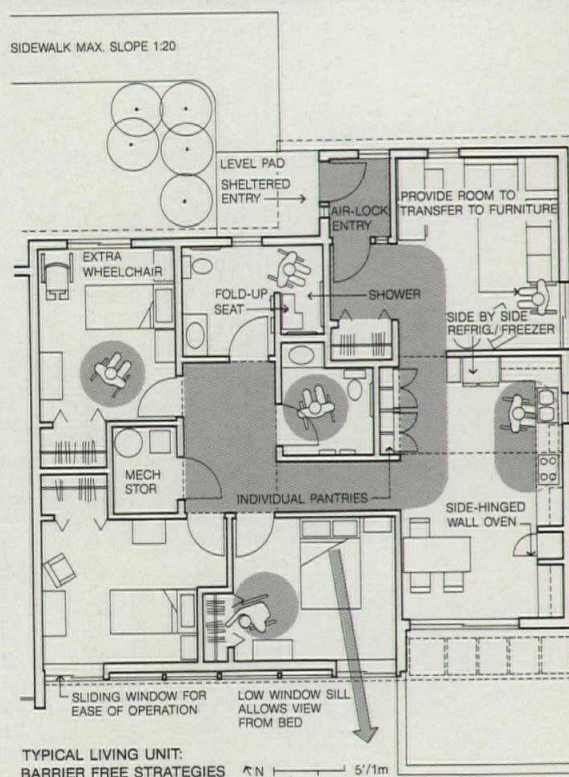 SIDEWALK MAX. SLOPE 1:20
LEVEL PAD
SHELTERED
ENTRY
AIR-LOCK
ENTRY
PROVIDE ROOM TO
TRANSFER TO FURNITURE
EXTRA
WHEELCHAIR
FOLD-UP
SEAT
SHOWER
SIDE BY SIDE
REFRIG./FREEZER
MECH
STOR
INDIVIDUAL PANTRIES
SIDE-HINGED
WALL OVEN
SLIDING WINDOW FOR
EASE OF OPERATION
LOW WINDOW SILL
ALLOWS VIEW
FROM BED
TYPICAL LIVING UNIT:
BARRIER FREE STRATEGIES
N
5'/1m